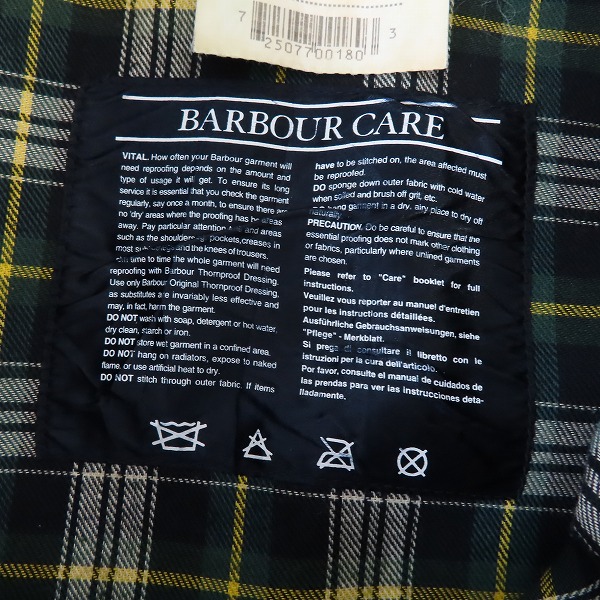 7 2507700180 3
BARBOUR CARE
VITAL. How often your Barbour garment will
need reproofing depends on the amount and
type of usage it will get. To ensure its long
service it is essential that you check the garment
regularly, say once a month, to ensure there are
no 'dry' areas where the proofing has be areas
away. Pay particular attention and areas
such as the shoulders, pockets, creases in
most and the knees of trousers.
time to time the whole garment will need
reproofing with Barbour Thornproof Dressing.
Use only Barbour Original Thornproof Dressing,
as substitutes are invariably less effective and
may, in fact, harm the garment.
DO NOT wash with soap, detergent or hot water,
dry clean, starch or iron.
DO NOT store wet garment in a confined area.
DO NOT hang on radiators, expose to naked
flame, or use artificial heat to dry.
DO NOT stitch through outer fabric. If items
have to be stitched on, the area affected must
be reproofed.
DO sponge down outer fabric with cold water
when soiled and brush off grit, etc.
DO hang garment in a dry, airy place to dry off
naturally.
PRECAUTION. Do be careful to ensure that the
essential proofing does not mark other clothing
or fabrics, particularly where unlined garments
are chosen.
Please refer to "Care" booklet for full
instructions.
Veuillez vous reporter au manuel d'entretien
pour les instructions détaillées.
Ausführliche Gebrauchsanweisungen, siehe
"Pflege" - Merkblatt.
Si prega di consultare il libretto con le
istruzioni per la cura dell'articolo.
Por favor, consulte el manual de cuidados de
las prendas para ver las instrucciones deta-
lladamente.